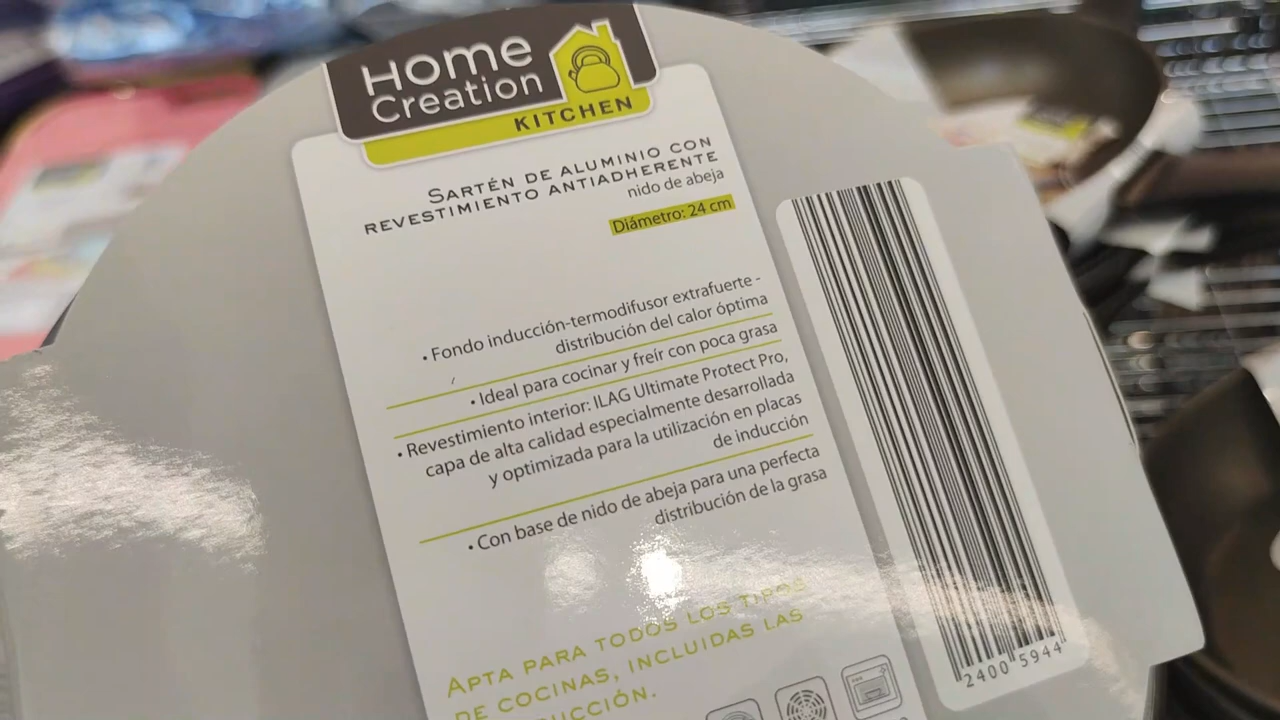 Home
Creation
KITCHEN
SARTÉN DE ALUMINIO CON
REVESTIMIENTO ANTIADHERENTE
nido de abeja
Diámetro: 24 cm
• Fondo inducción-termodifusor extrafuerte -
distribución del calor óptima
• Ideal para cocinar y freír con poca grasa
• Revestimiento interior: ILAG Ultimate Protect Pro,
capa de alta calidad especialmente desarrollada
y optimizada para la utilización en placas
de inducción
• Con base de nido de abeja para una perfecta
distribución de la grasa
APTA PARA TODOS LOS TIPOS
DE COCINAS, INCLUIDAS LAS
2400 5944